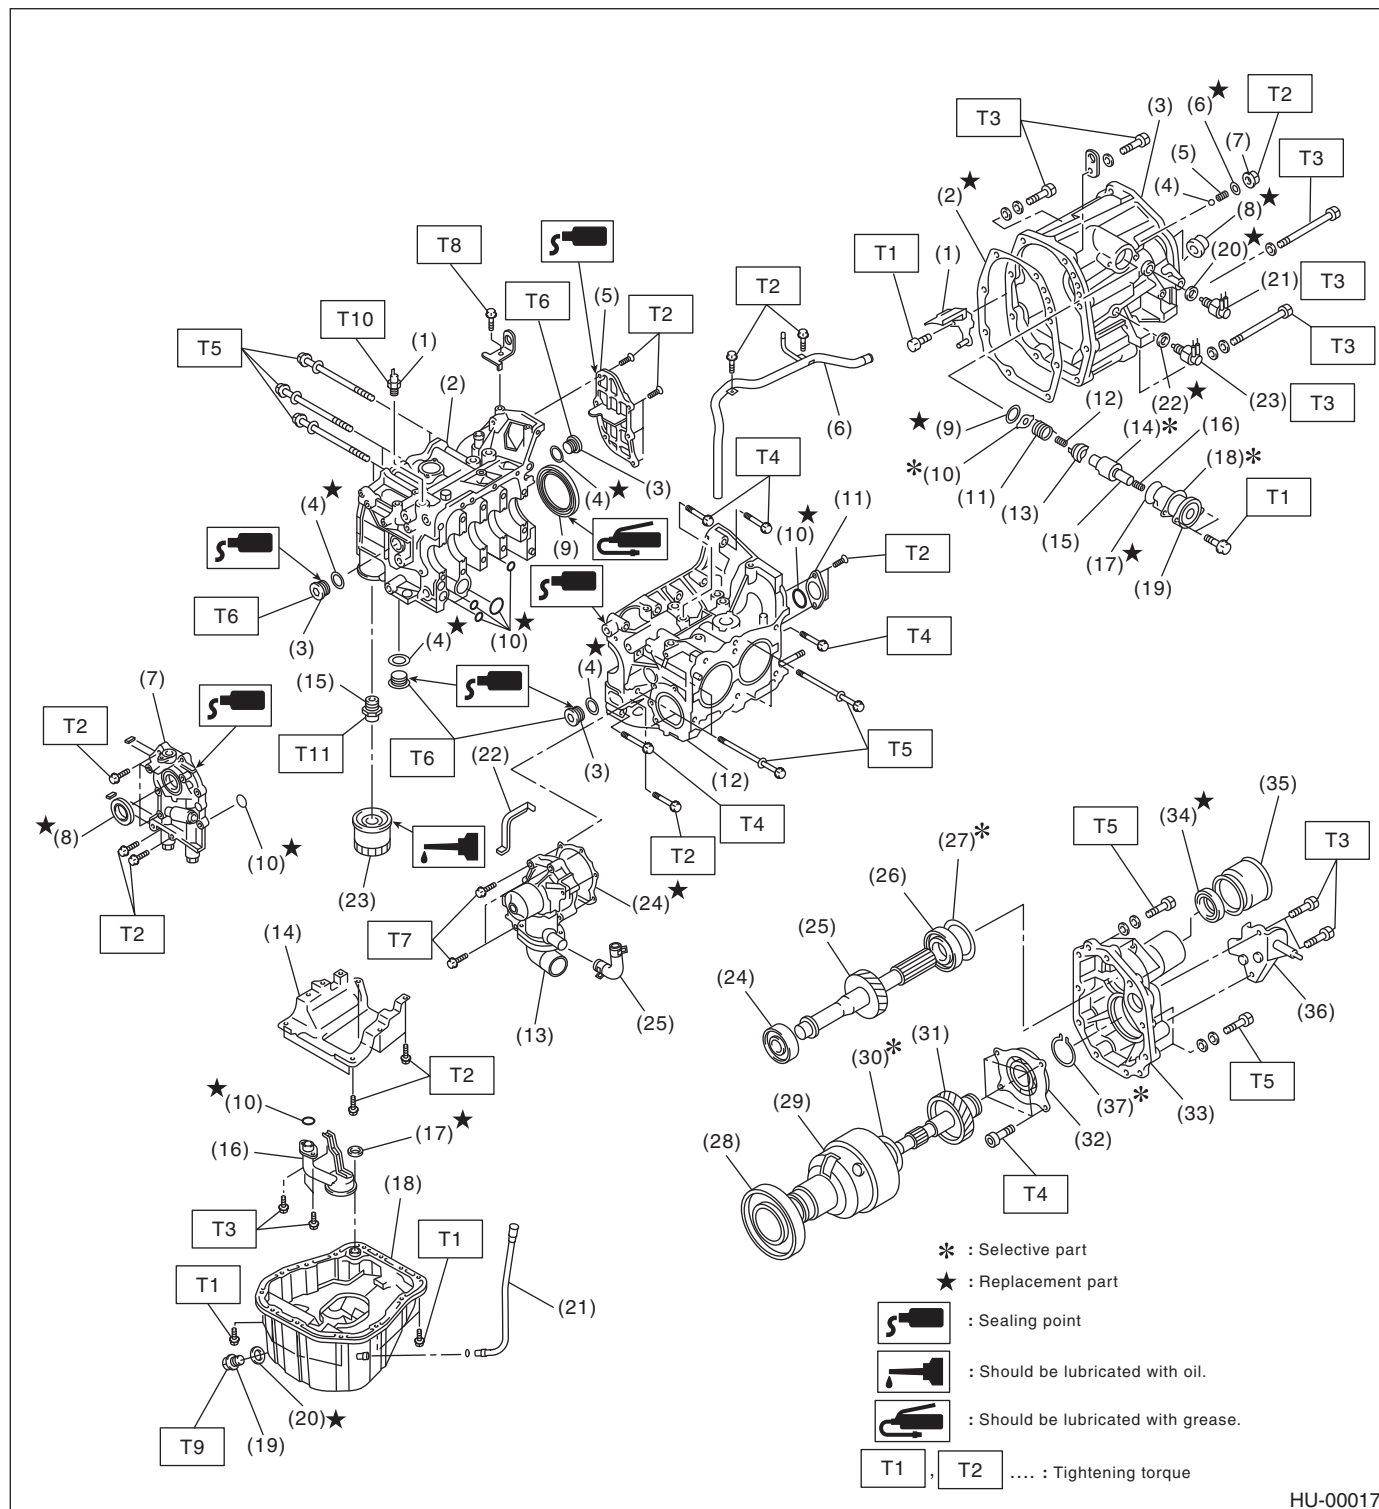 T3
(3)
(6)★
T2
(7)
(5)
T3
(4)
(2)★
(8)★
T8
T1
(1)
(20)★
T6
(5)
T2
T2
(21)
T3
T10
(1)
T5
(2)
T3
(22)★
(23)
T3
(12)
(6)
★(9)
(14)*
(16)
*(10)
(18)*
T4
(4)★
(3)
(11)
(13)
T1
(4)★
(11)
(10)★
(15)
(17)★
(9)
T2
(19)
T6
(3)
(10)★
(4)★
★
(4)
T4
(7)
(15)
T2
T11
T6
(22)
(3)
(12)
T5
★(8)
(10)★
T4
T2
T5
(34)★
(35)
T3
(27)*
(26)
(23)
(24)★
T2
T7
(14)
(25)
(24)
(13)
(25)
(36)
(30)*
(31)
T2
T5
(37)*
(33)
★(10)
(29)
(32)
(17)★
(28)
(16)
T4
(18)
T3
T1
T1
(21)
(20)★
(19)
T9
* : Selective part
★ : Replacement part
: Sealing point
: Should be lubricated with oil.
: Should be lubricated with grease.
T1 , T2 .... : Tightening torque
HU-00017